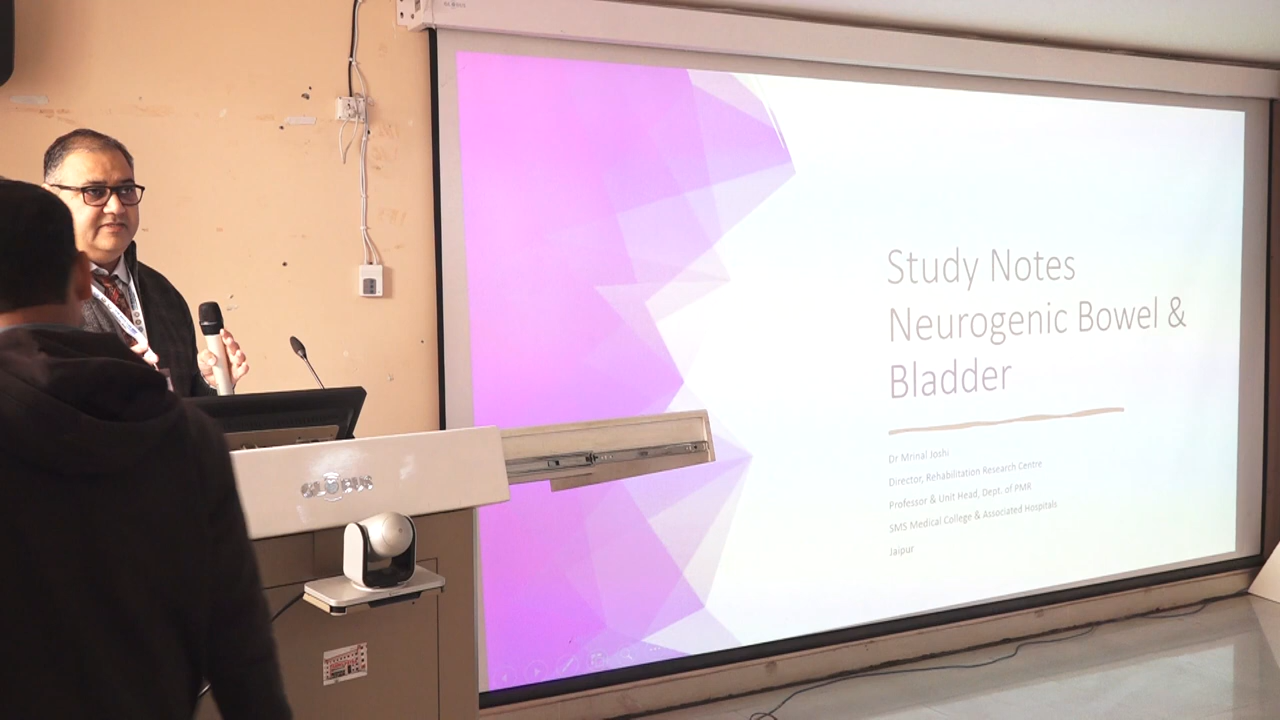 Study Notes
Neurogenic Bowel &
Bladder
Dr Mrinal Joshi
Director, Rehabilitation Research Centre
Professor & Unit Head, Dept. of PMR
SMS Medical College & Associated Hospitals
Jaipur